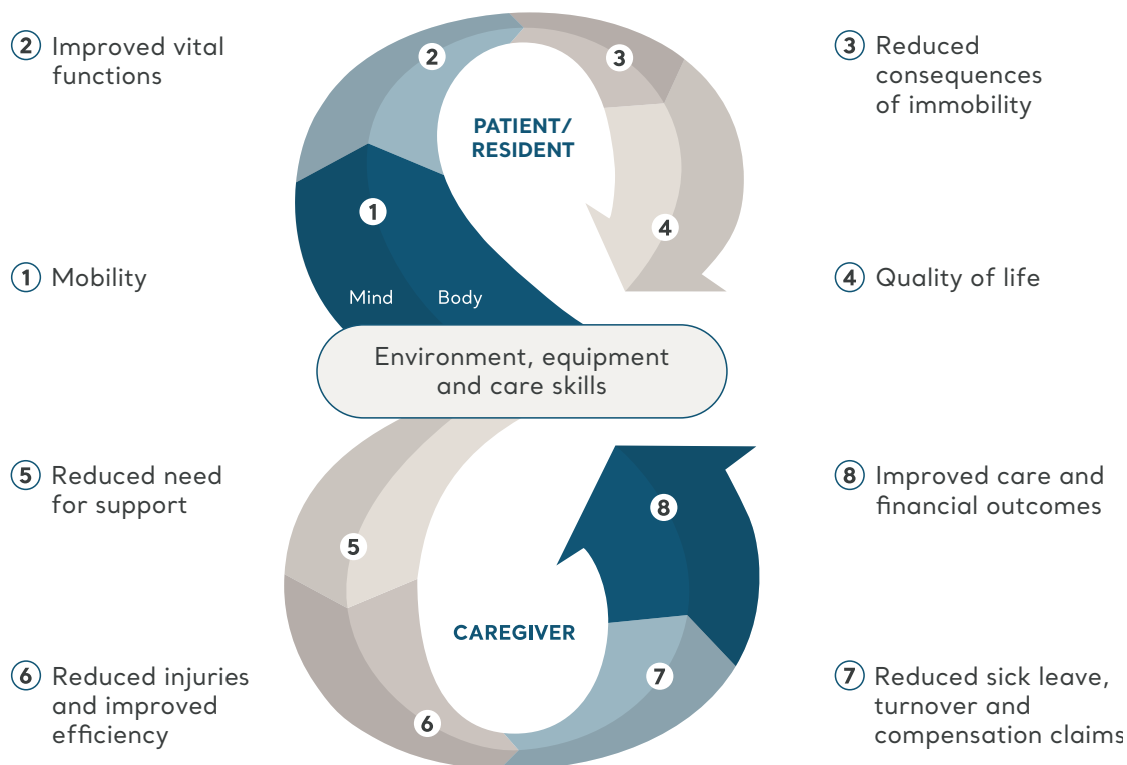 2 Improved vital
functions
1 Mobility
5 Reduced need
for support
6 Reduced injuries
and improved
efficiency
2
3
PATIENT/
RESIDENT
1
4
Mind Body
Environment, equipment
and care skills
8
5
CAREGIVER
7
6
3 Reduced
consequences
of immobility
4 Quality of life
8 Improved care and
financial outcomes
7 Reduced sick leave,
turnover and
compensation claims